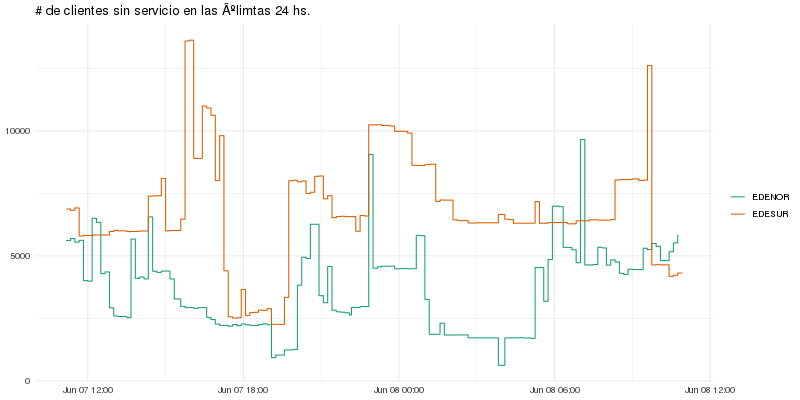 # de clientes sin servicio en las Ãºlimtas 24 hs.
10000
5000
0
Jun 07 12:00
Jun 07 18:00
Jun 08 00:00
Jun 08 06:00
Jun 08 12:00
EDENOR
EDESUR